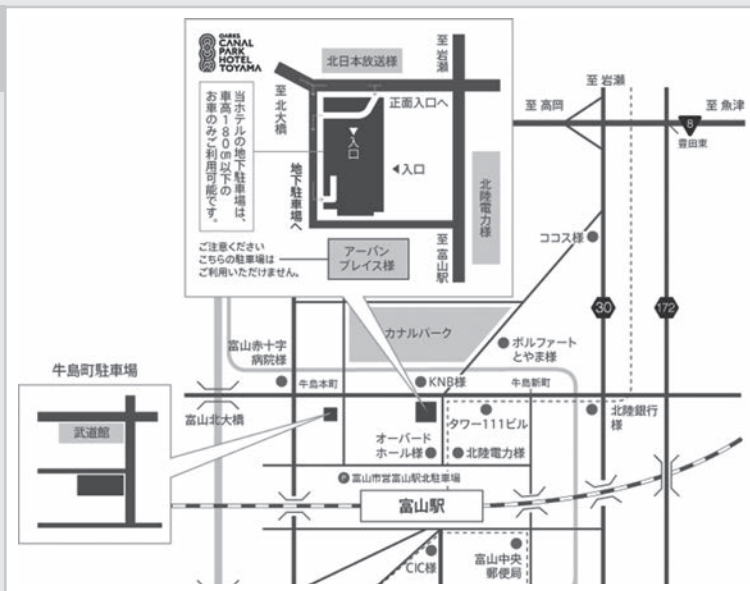 OARKS
CANAL
PARK
HOTEL
TOYAMA
北日本放送様
至 岩瀬
至 北大橋
正面入口へ
入口
入口
地下駐車場へ
当ホテルの地下駐車場は、
車高180cm以下の
お車のみご利用可能です。
北陸電力様
至 富山駅
ご注意ください
こちらの駐車場は
ご利用いただけません。
アーバン
プレイス様
至 岩瀬
至 高岡
至 魚津
8
豊田東
ココス様
30
172
カナルパーク
ボルファート
とやま様
富山赤十字
病院様
牛島本町
KNB様
牛島新町
富山北大橋
タワー111ビル
北陸銀行
様
オーバード
ホール様
北陸電力様
P 富山市営富山駅北駐車場
富山駅
CIC様
富山中央
郵便局
牛島町駐車場
武道館